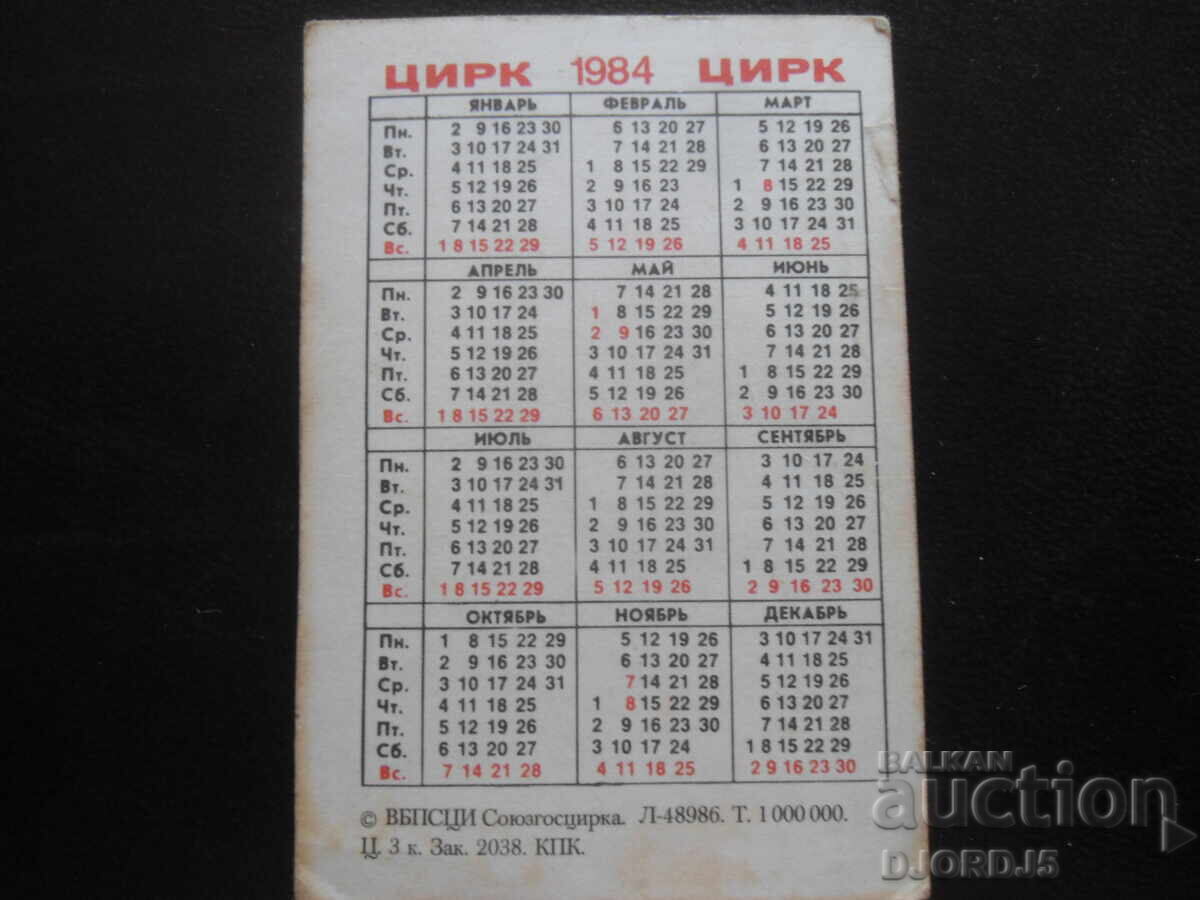 ЦИРК 1984 ЦИРК
ЯНВАРЬ ФЕВРАЛЬ МАРТ
Пн. 2 9 16 23 30 6 13 20 27 5 12 19 26
Вт. 3 10 17 24 31 7 14 21 28 6 13 20 27
Ср. 4 11 18 25 1 8 15 22 29 7 14 21 28
Чт. 5 12 19 26 2 9 16 23 1 8 15 22 29
Пт. 6 13 20 27 3 10 17 24 2 9 16 23 30
Сб. 7 14 21 28 4 11 18 25 3 10 17 24 31
Вс. 1 8 15 22 29 5 12 19 26 4 11 18 25
АПРЕЛЬ МАЙ ИЮНЬ
Пн. 2 9 16 23 30 7 14 21 28 4 11 18 25
Вт. 3 10 17 24 1 8 15 22 29 5 12 19 26
Ср. 4 11 18 25 2 9 16 23 30 6 13 20 27
Чт. 5 12 19 26 3 10 17 24 31 7 14 21 28
Пт. 6 13 20 27 4 11 18 25 1 8 15 22 29
Сб. 7 14 21 28 5 12 19 26 2 9 16 23 30
Вс. 1 8 15 22 29 6 13 20 27 3 10 17 24
ИЮЛЬ АВГУСТ СЕНТЯБРЬ
Пн. 2 9 16 23 30 6 13 20 27 3 10 17 24
Вт. 3 10 17 24 31 7 14 21 28 4 11 18 25
Ср. 4 11 18 25 1 8 15 22 29 5 12 19 26
Чт. 5 12 19 26 2 9 16 23 30 6 13 20 27
Пт. 6 13 20 27 3 10 17 24 31 7 14 21 28
Сб. 7 14 21 28 4 11 18 25 1 8 15 22 29
Вс. 1 8 15 22 29 5 12 19 26 2 9 16 23 30
ОКТЯБРЬ НОЯБРЬ ДЕКАБРЬ
Пн. 1 8 15 22 29 5 12 19 26 3 10 17 24 31
Вт. 2 9 16 23 30 6 13 20 27 4 11 18 25
Ср. 3 10 17 24 31 7 14 21 28 5 12 19 26
Чт. 4 11 18 25 1 8 15 22 29 6 13 20 27
Пт. 5 12 19 26 2 9 16 23 30 7 14 21 28
Сб. 6 13 20 27 3 10 17 24 1 8 15 22 29
Вс. 7 14 21 28 4 11 18 25 2 9 16 23 30
© ВБПСЦИ Союзгосцирка. Л-48986. Т. 1 000 000.
Ц. 3 к. Зак. 2038. КПК.
BALKAN
auction
DJORDJ5